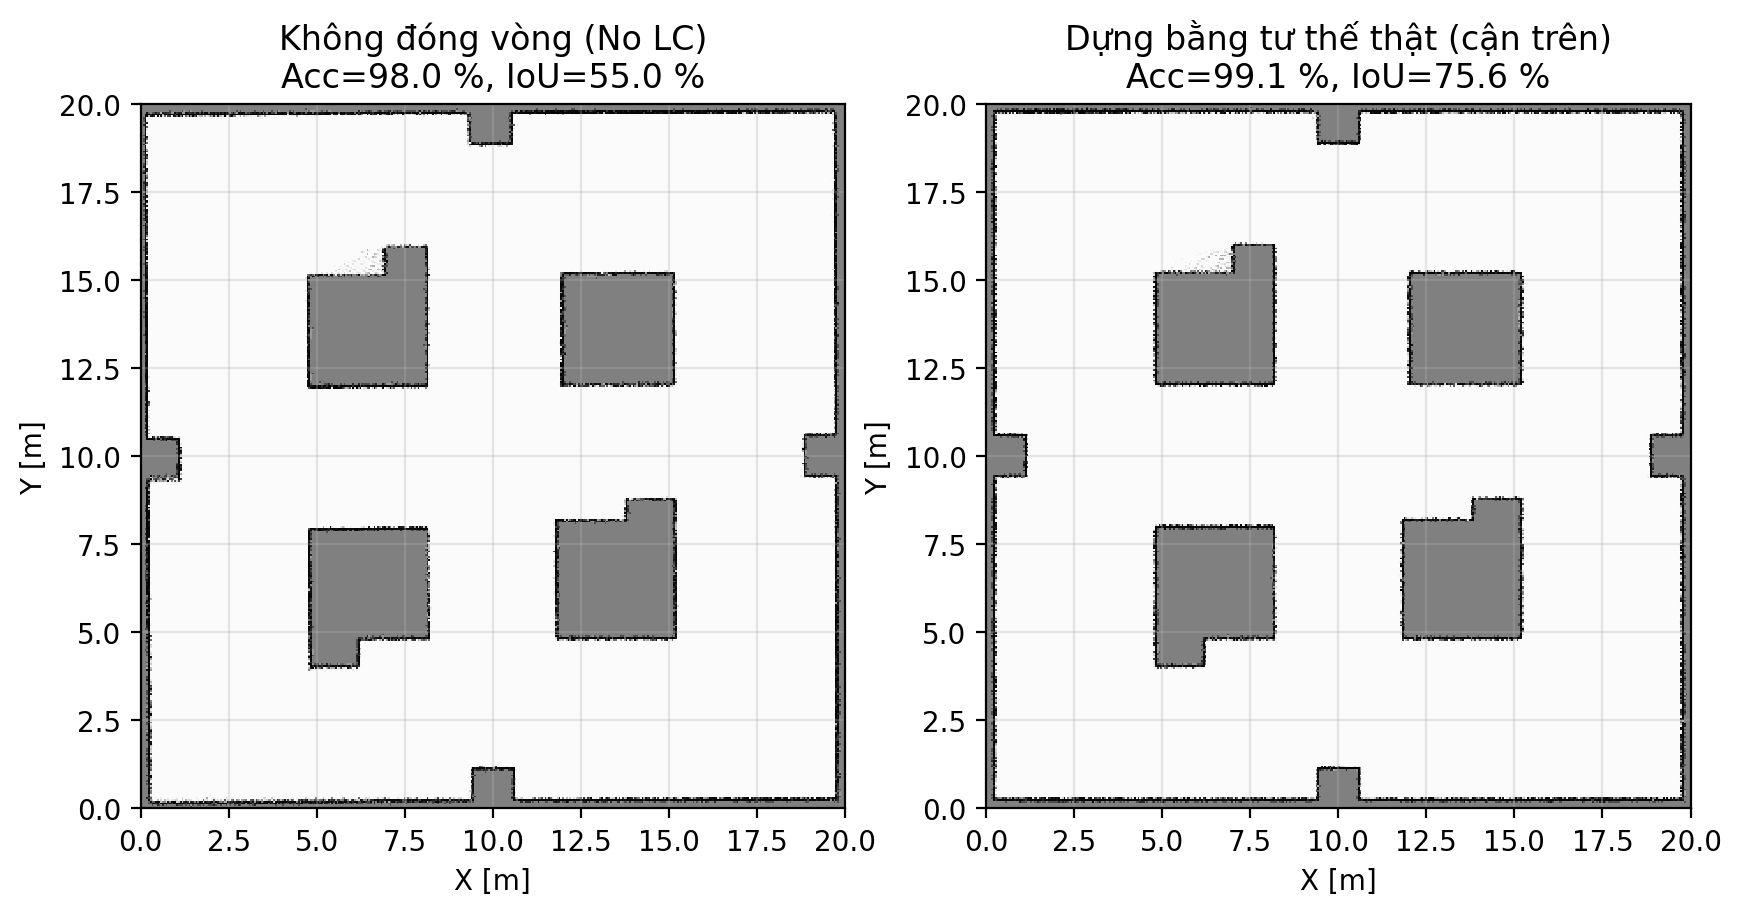 Không đóng vòng (No LC)
Acc=98.0 %, IoU=55.0 %
20.0
17.5
15.0
12.5
10.0
7.5
5.0
2.5
0.0
Y [m]
0.0 2.5 5.0 7.5 10.0 12.5 15.0 17.5 20.0
X [m]
Dựng bằng tư thế thật (cận trên)
Acc=99.1 %, IoU=75.6 %
20.0
17.5
15.0
12.5
10.0
7.5
5.0
2.5
0.0
Y [m]
0.0 2.5 5.0 7.5 10.0 12.5 15.0 17.5 20.0
X [m]